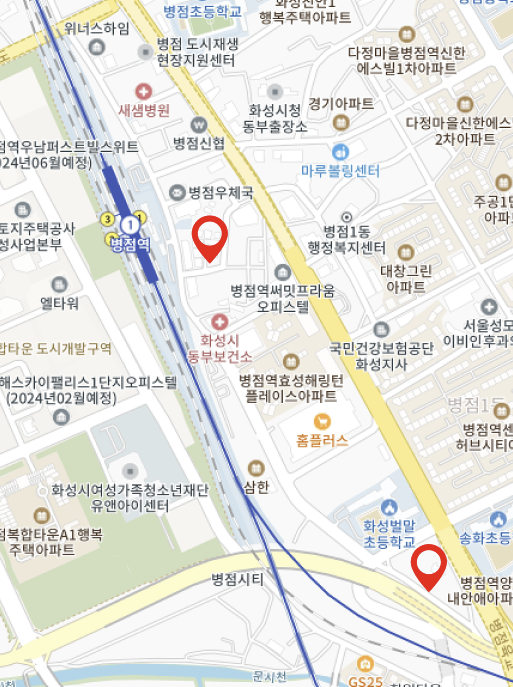 병점초등학교
행복주택아파트
위너스하임
병점 도시재생
현장지원센터
다정마을병점역신한
에스빌1차아파트
새샘병원
화성시청
동부출장소
경기아파트
다정마을신한에스
2차아파트
병점신협
점역우남퍼스트빌스위트
024년06월예정)
마루볼링센터
병점우체국
주공1단
아파
토지주택공사
성사업본부
3
1
1
병점역
병점1동
행정복지센터
대창그린
아파트
엘타워
병점역써밋프라움
오피스텔
서울성모
이비인후과의
화성시
동부보건소
합타운 도시개발구역
국민건강보험공단
화성지사
해스카이팰리스1단지오피스텔
(2024년02월예정)
병점역효성해링턴
플레이스아파트
병점1동
홈플러스
병점역센
허브시티
삼한
화성시여성가족청소년재단
유앤아이센터
점복합타운A1행복
주택아파트
화성벌말
초등학교
송화초등
병점시티
병점역양
내안애아파
병점육교
문시천
GS25